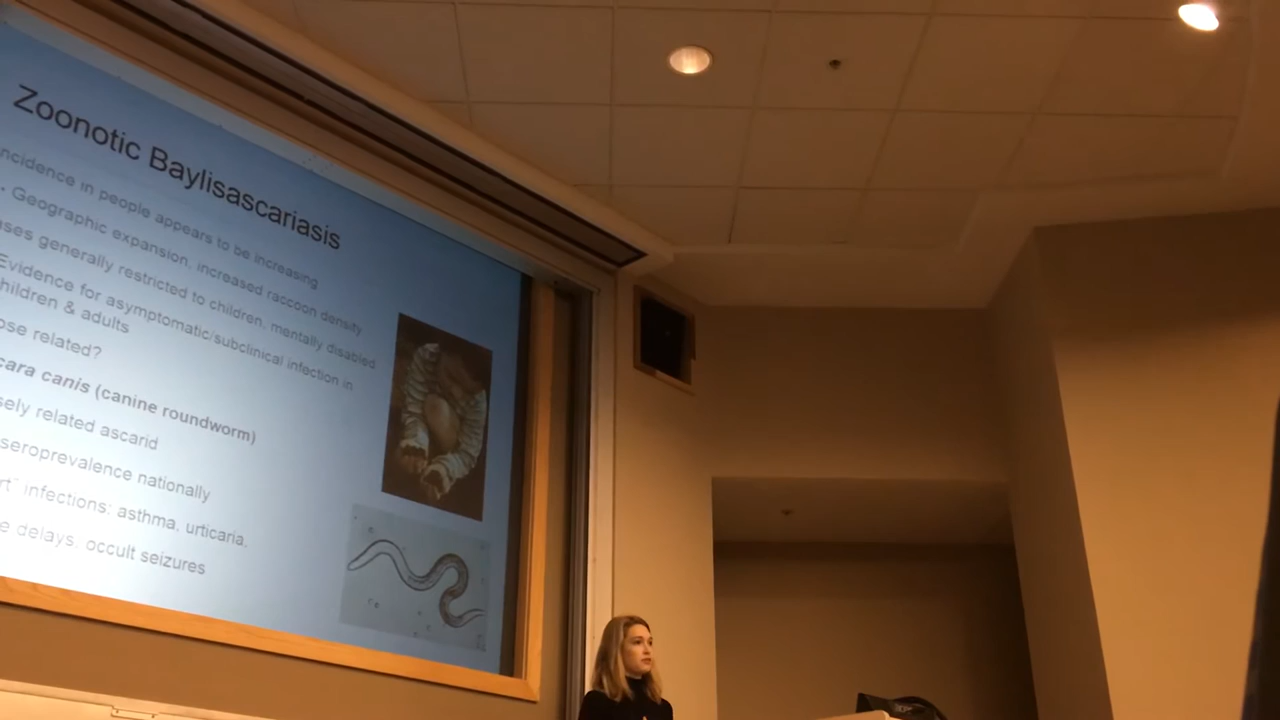 Zoonotic Baylisascariasis
ncidence in people appears to be increasing
• Geographic expansion, increased raccoon density
ases generally restricted to children, mentally disabled
Evidence for asymptomatic/subclinical infection in
hildren & adults
ose related?
cara canis (canine roundworm)
sely related ascarid
seroprevalence nationally
rt” infections: asthma, urticaria,
e delays, occult seizures